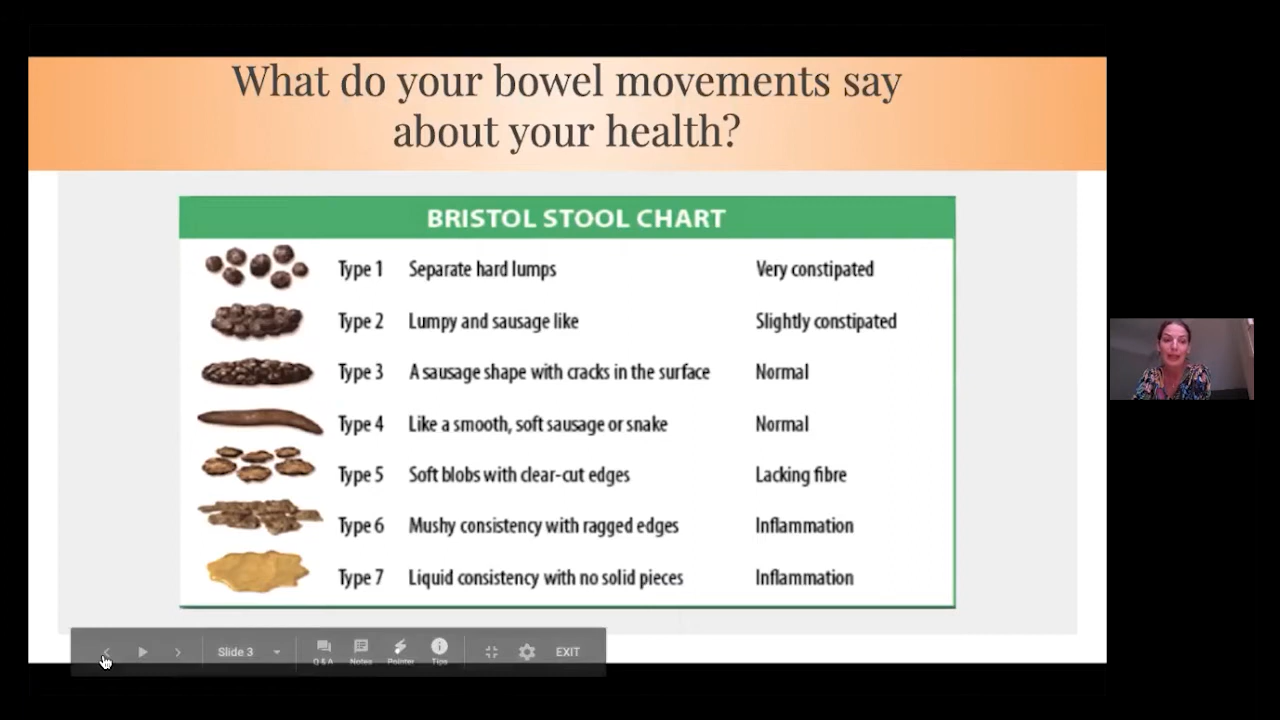 What do your bowel movements say
about your health?
BRISTOL STOOL CHART
Type 1 Separate hard lumps Very constipated
Type 2 Lumpy and sausage like Slightly constipated
Type 3 A sausage shape with cracks in the surface Normal
Type 4 Like a smooth, soft sausage or snake Normal
Type 5 Soft blobs with clear-cut edges Lacking fibre
Type 6 Mushy consistency with ragged edges Inflammation
Type 7 Liquid consistency with no solid pieces Inflammation
Slide 3 Q & A Notes Pointer Tips EXIT